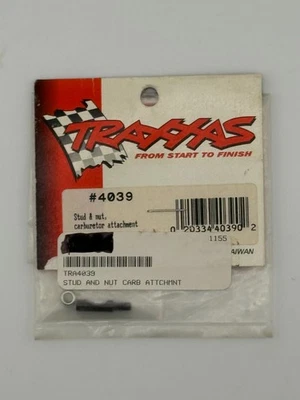 TRAXXAS
FROM START TO FINISH
#4039
Stud & nut,
carburetor attachment
0 20334 40390 2
1155
TAIWAN
TRA4039
STUD AND NUT CARB ATTCHMNT